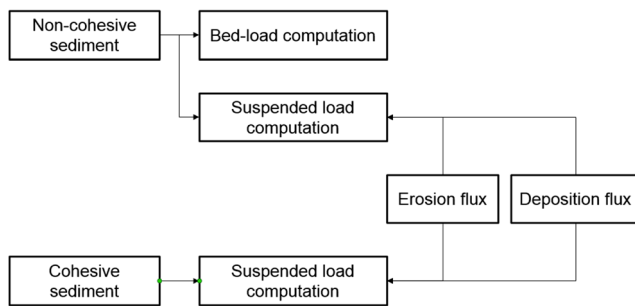 Non-cohesive
sediment
Bed-load computation
Suspended load
computation
Erosion flux
Deposition flux
Cohesive
sediment
Suspended load
computation